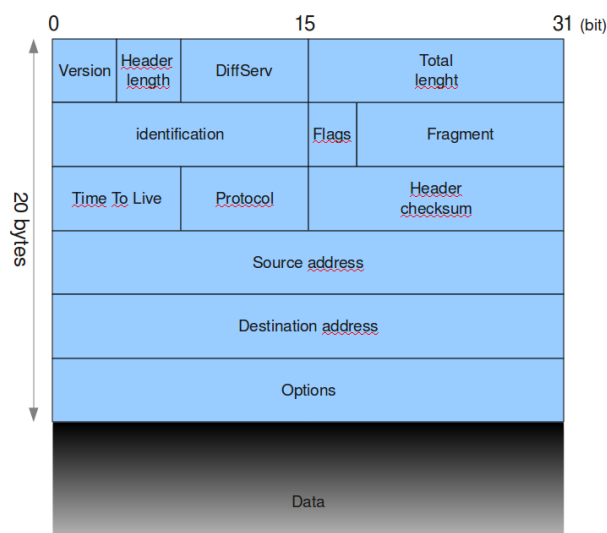 0 15 31 (bit)
Version Header length DiffServ Total lenght
identification Flags Fragment
Time To Live Protocol Header checksum
20 bytes
Source address
Destination address
Options
Data